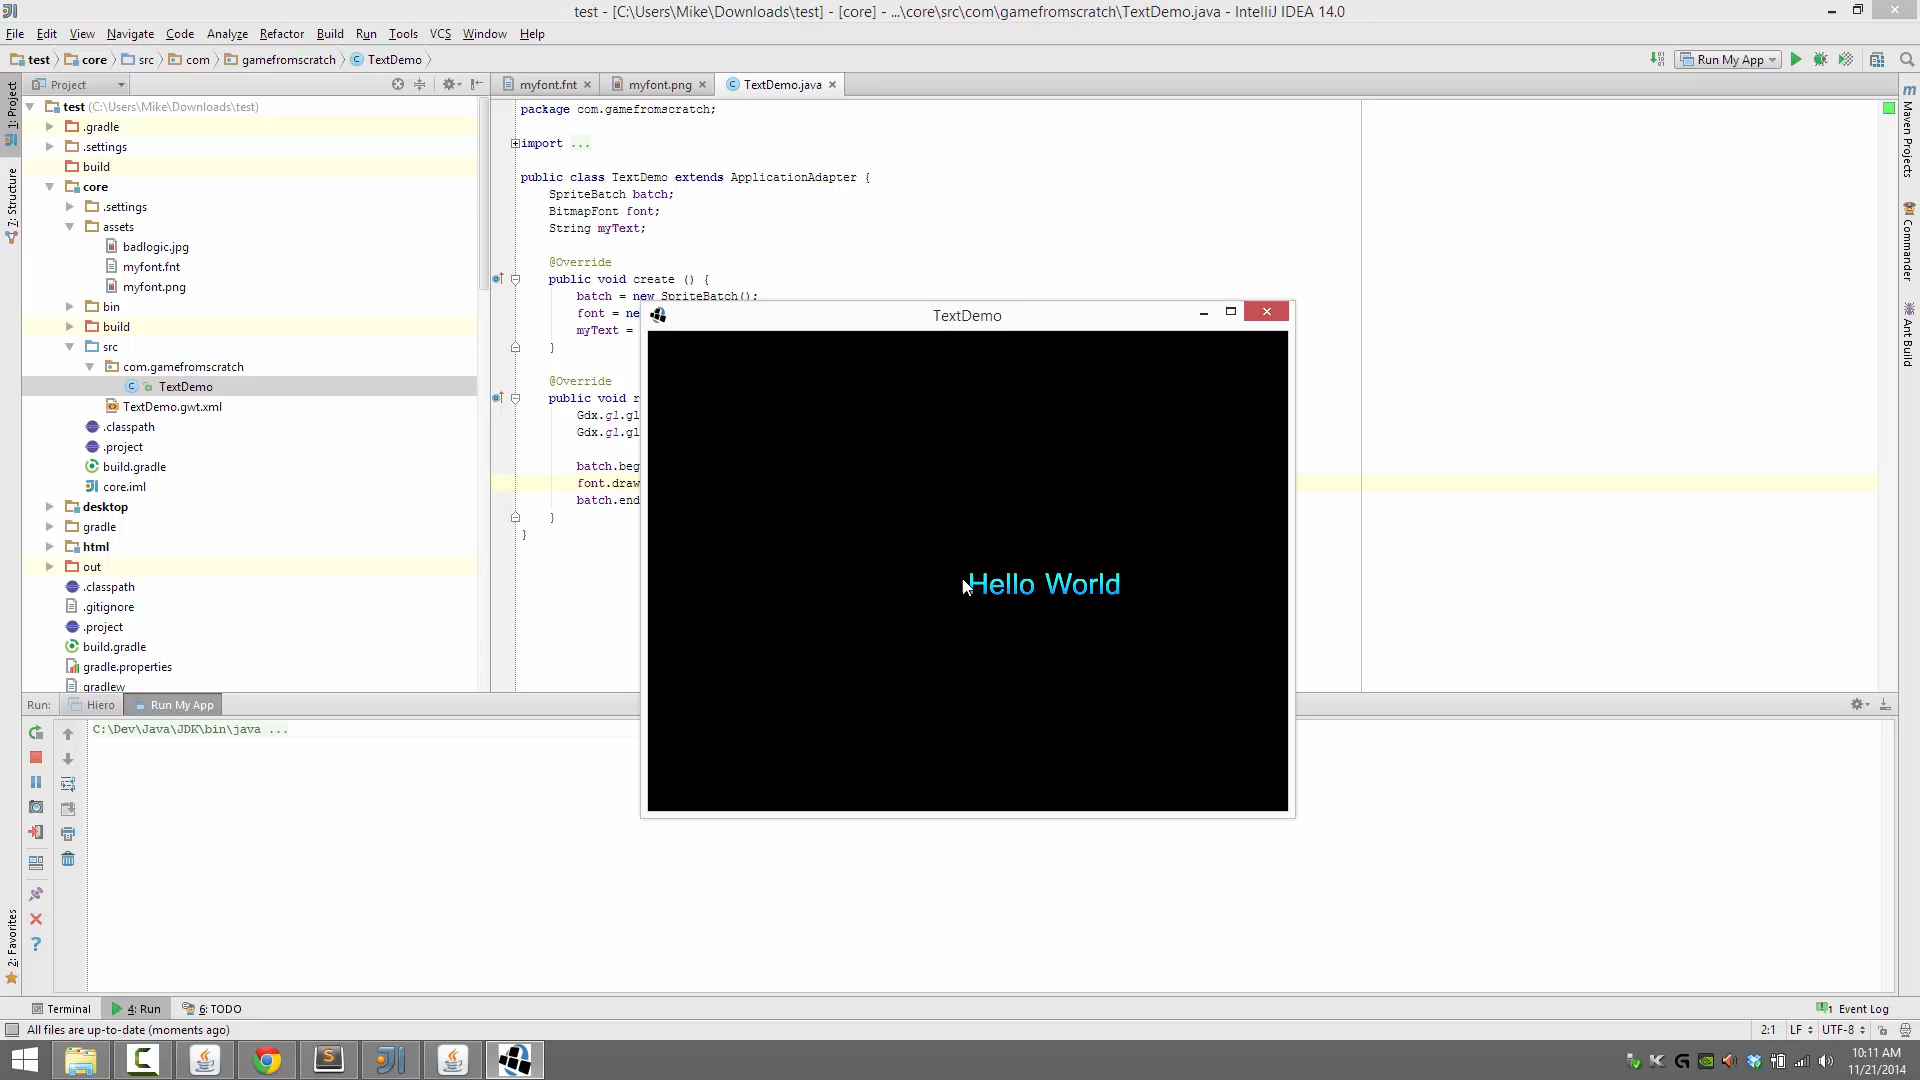 test - [C:\Users\Mike\Downloads\test] - [core] - ...\core\src\com\gamefromscratch\TextDemo.java - IntelliJ IDEA 14.0
File Edit View Navigate Code Analyze Refactor Build Run Tools VCS Window Help
test core src com gamefromscratch TextDemo
Run My App
Project
myfont.fnt myfont.png TextDemo.java
1: Project
7: Structure
2: Favorites
test (C:\Users\Mike\Downloads\test)
.gradle
.settings
build
core
.settings
assets
badlogic.jpg
myfont.fnt
myfont.png
bin
build
src
com.gamefromscratch
TextDemo
TextDemo.gwt.xml
.classpath
.project
build.gradle
core.iml
desktop
gradle
html
out
.classpath
.gitignore
.project
build.gradle
gradle.properties
gradlew
package com.gamefromscratch;
import ...
public class TextDemo extends ApplicationAdapter {
SpriteBatch batch;
BitmapFont font;
String myText;
@Override
public void create () {
batch = new SpriteBatch();
font = ne
myText =
}
@Override
public void r
Gdx.gl.gl
Gdx.gl.gl
batch.beg
font.draw
batch.end
}
}
TextDemo
Hello World
Maven Projects
Commander
Ant Build
Run: Hiero Run My App
C:\Dev\Java\JDK\bin\java ...
Terminal 4: Run 6: TODO
Event Log
All files are up-to-date (moments ago)
2:1 LF UTF-8
10:11 AM
11/21/2014